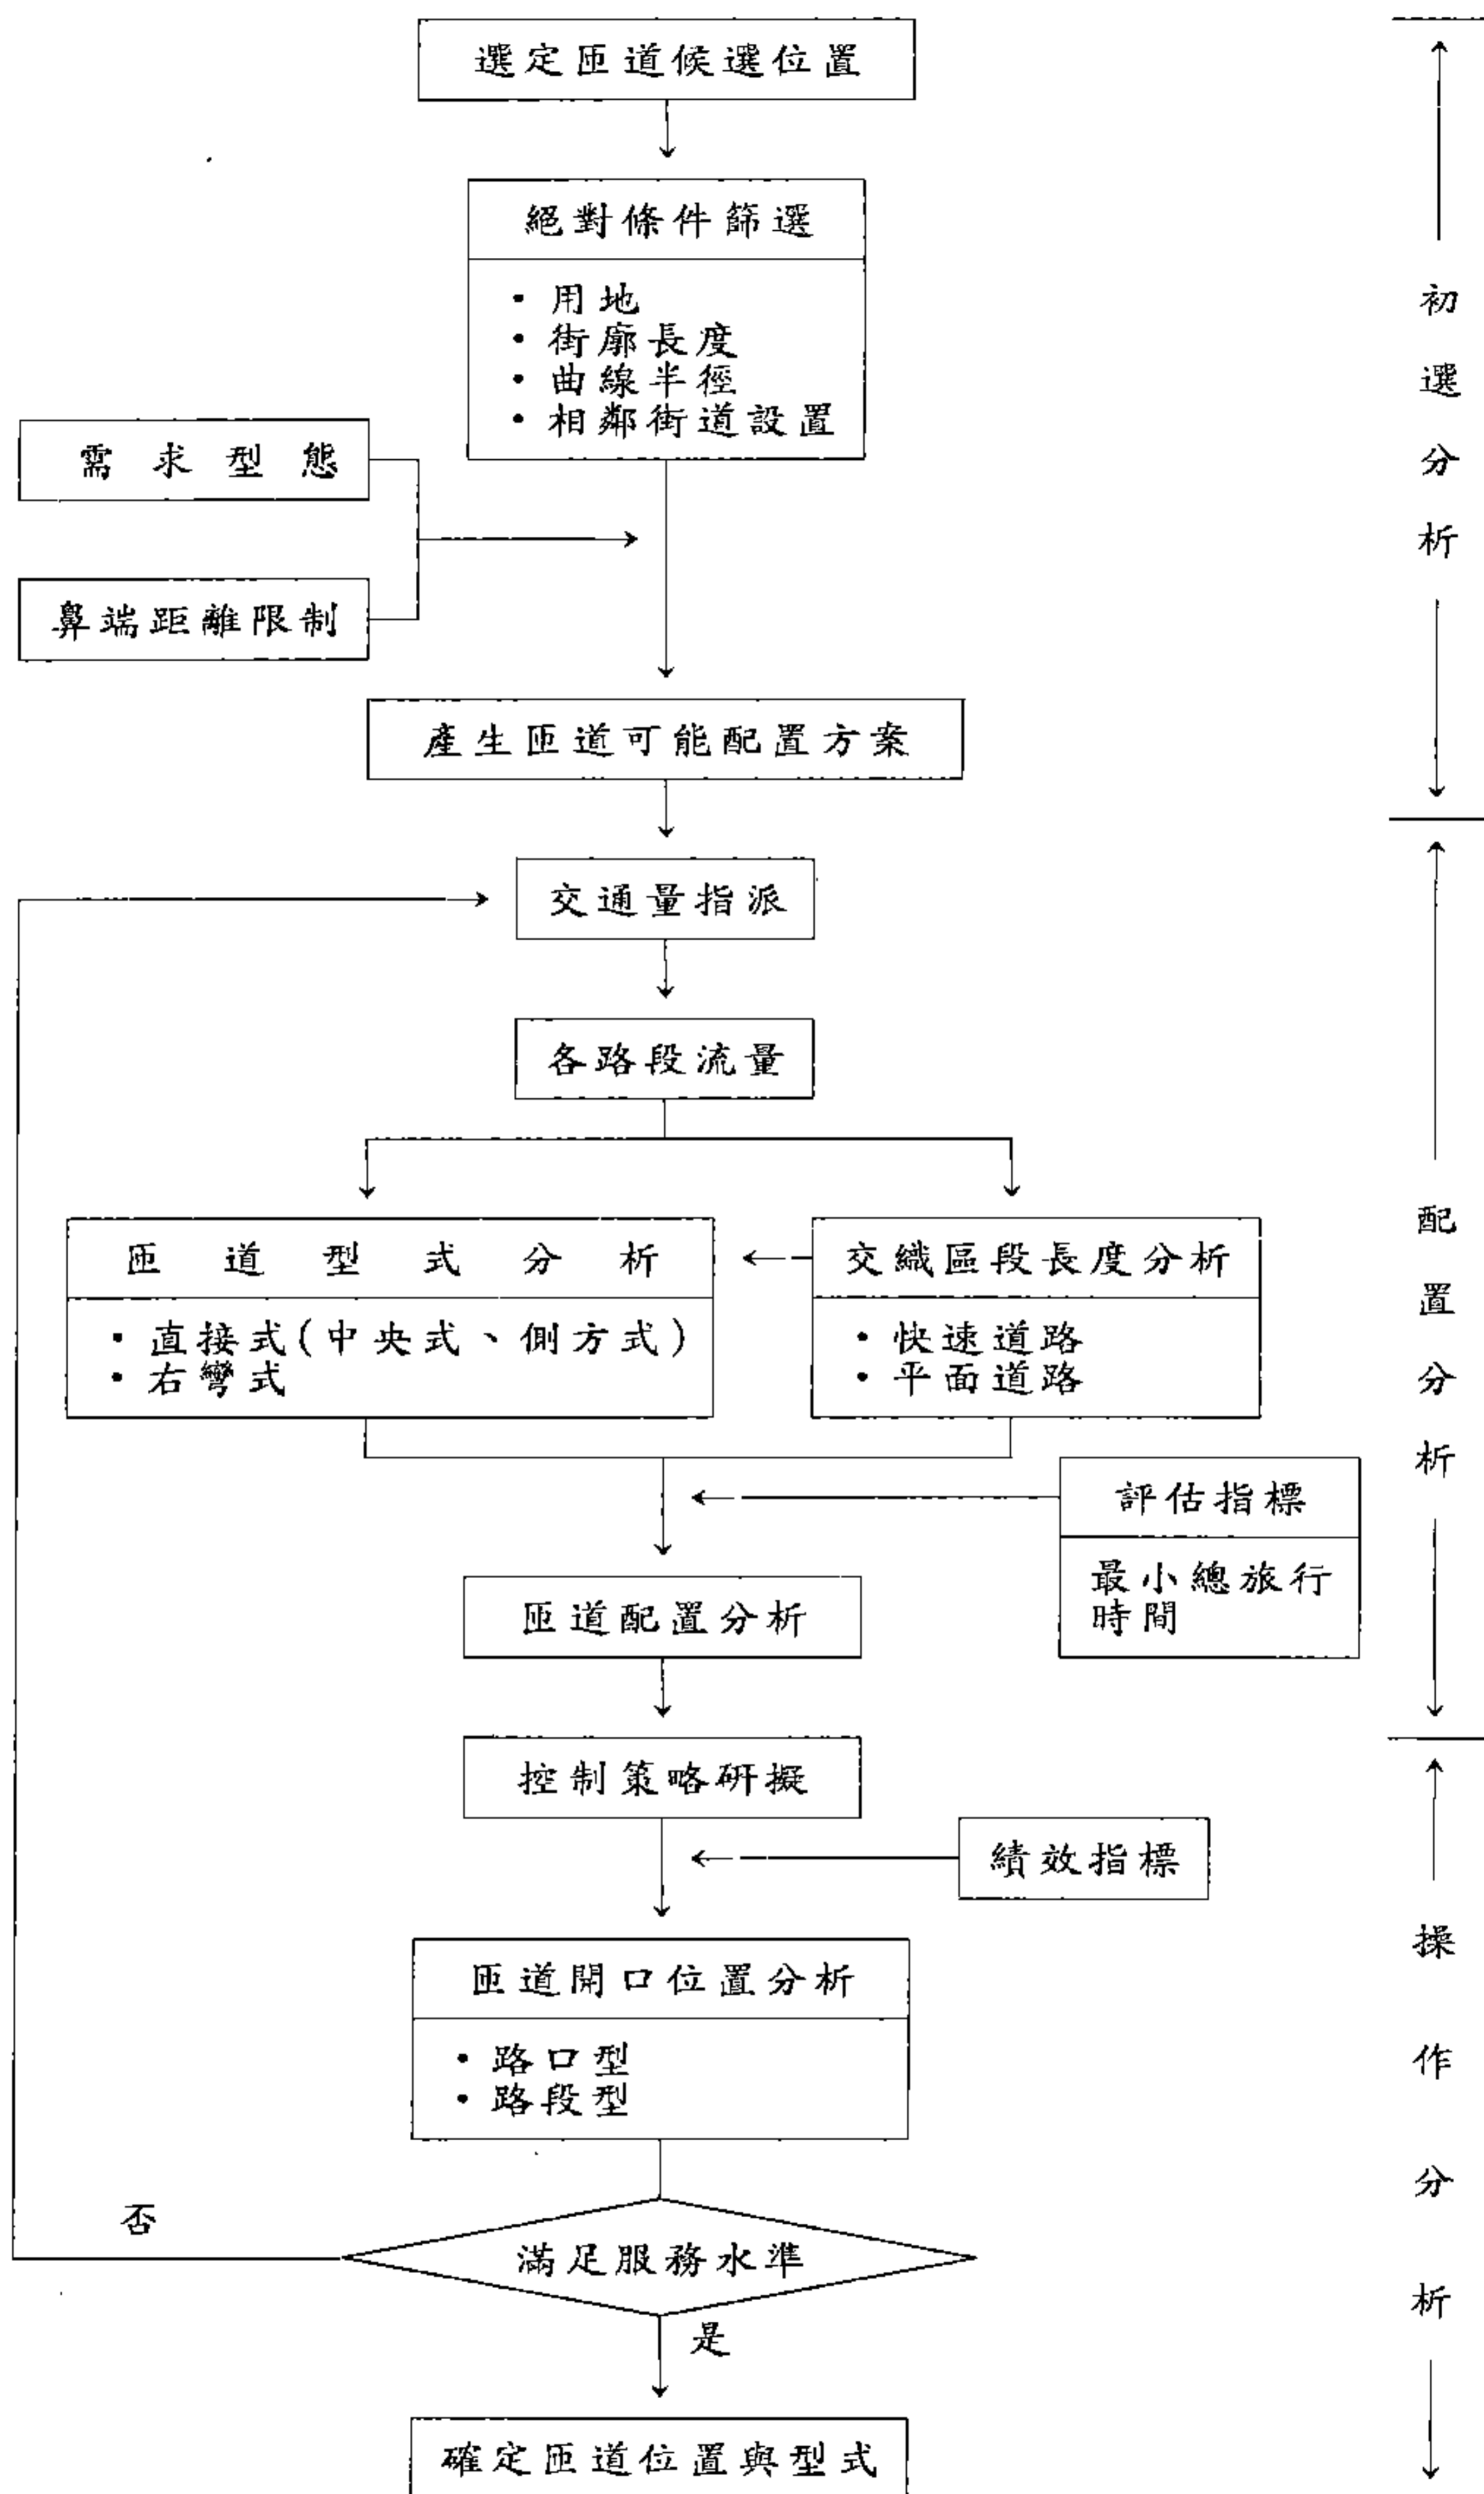 選定匝道候選位置
絕對條件篩選
・用地
・街廓長度
・曲線半徑
・相鄰街道設置
需求型態
鼻端距離限制
產生匝道可能配置方案
初選分析
交通量指派
各路段流量
匝道型式分析
・直接式(中央式、側方式)
・右彎式
交織區段長度分析
・快速道路
・平面道路
評估指標
最小總旅行
時間
匝道配置分析
配置分析
控制策略研擬
績效指標
匝道開口位置分析
・路口型
・路段型
否
滿足服務水準
是
確定匝道位置與型式
操作分析